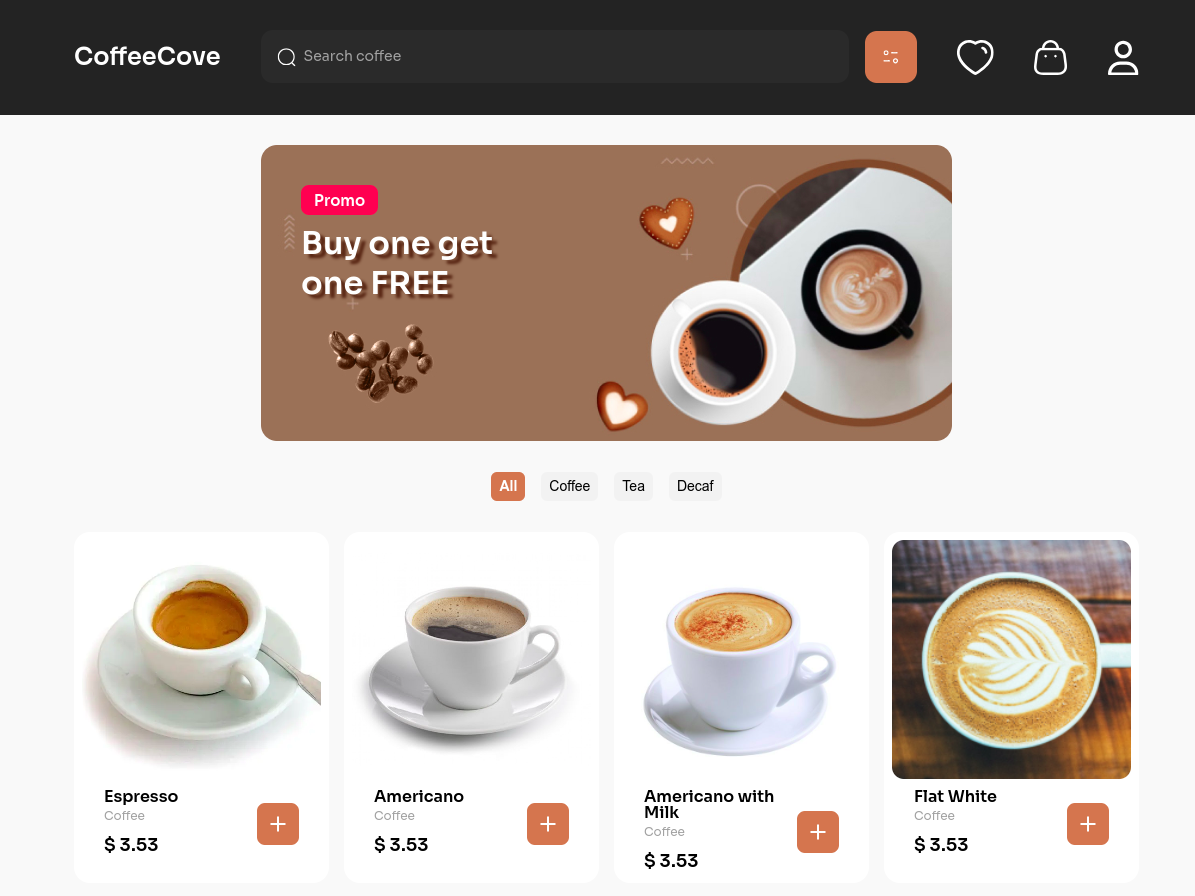 CoffeeCove
Search coffee
Promo
Buy one get
one FREE
All
Coffee
Tea
Decaf
Espresso
Coffee
$ 3.53
Americano
Coffee
$ 3.53
Americano with
Milk
Coffee
$ 3.53
Flat White
Coffee
$ 3.53